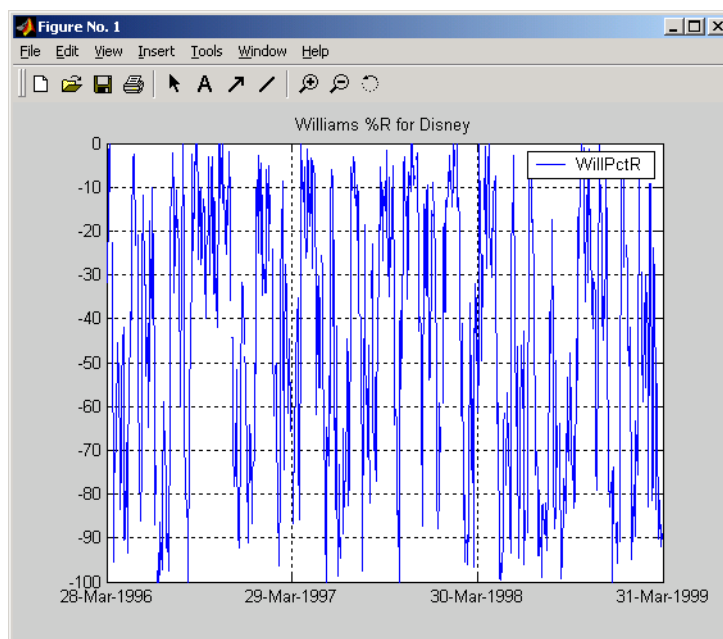 Figure No. 1
File Edit View Insert Tools Window Help
A
Williams %R for Disney
WillPctR
0
-10
-20
-30
-40
-50
-60
-70
-80
-90
-100
28-Mar-1996 29-Mar-1997 30-Mar-1998 31-Mar-1999